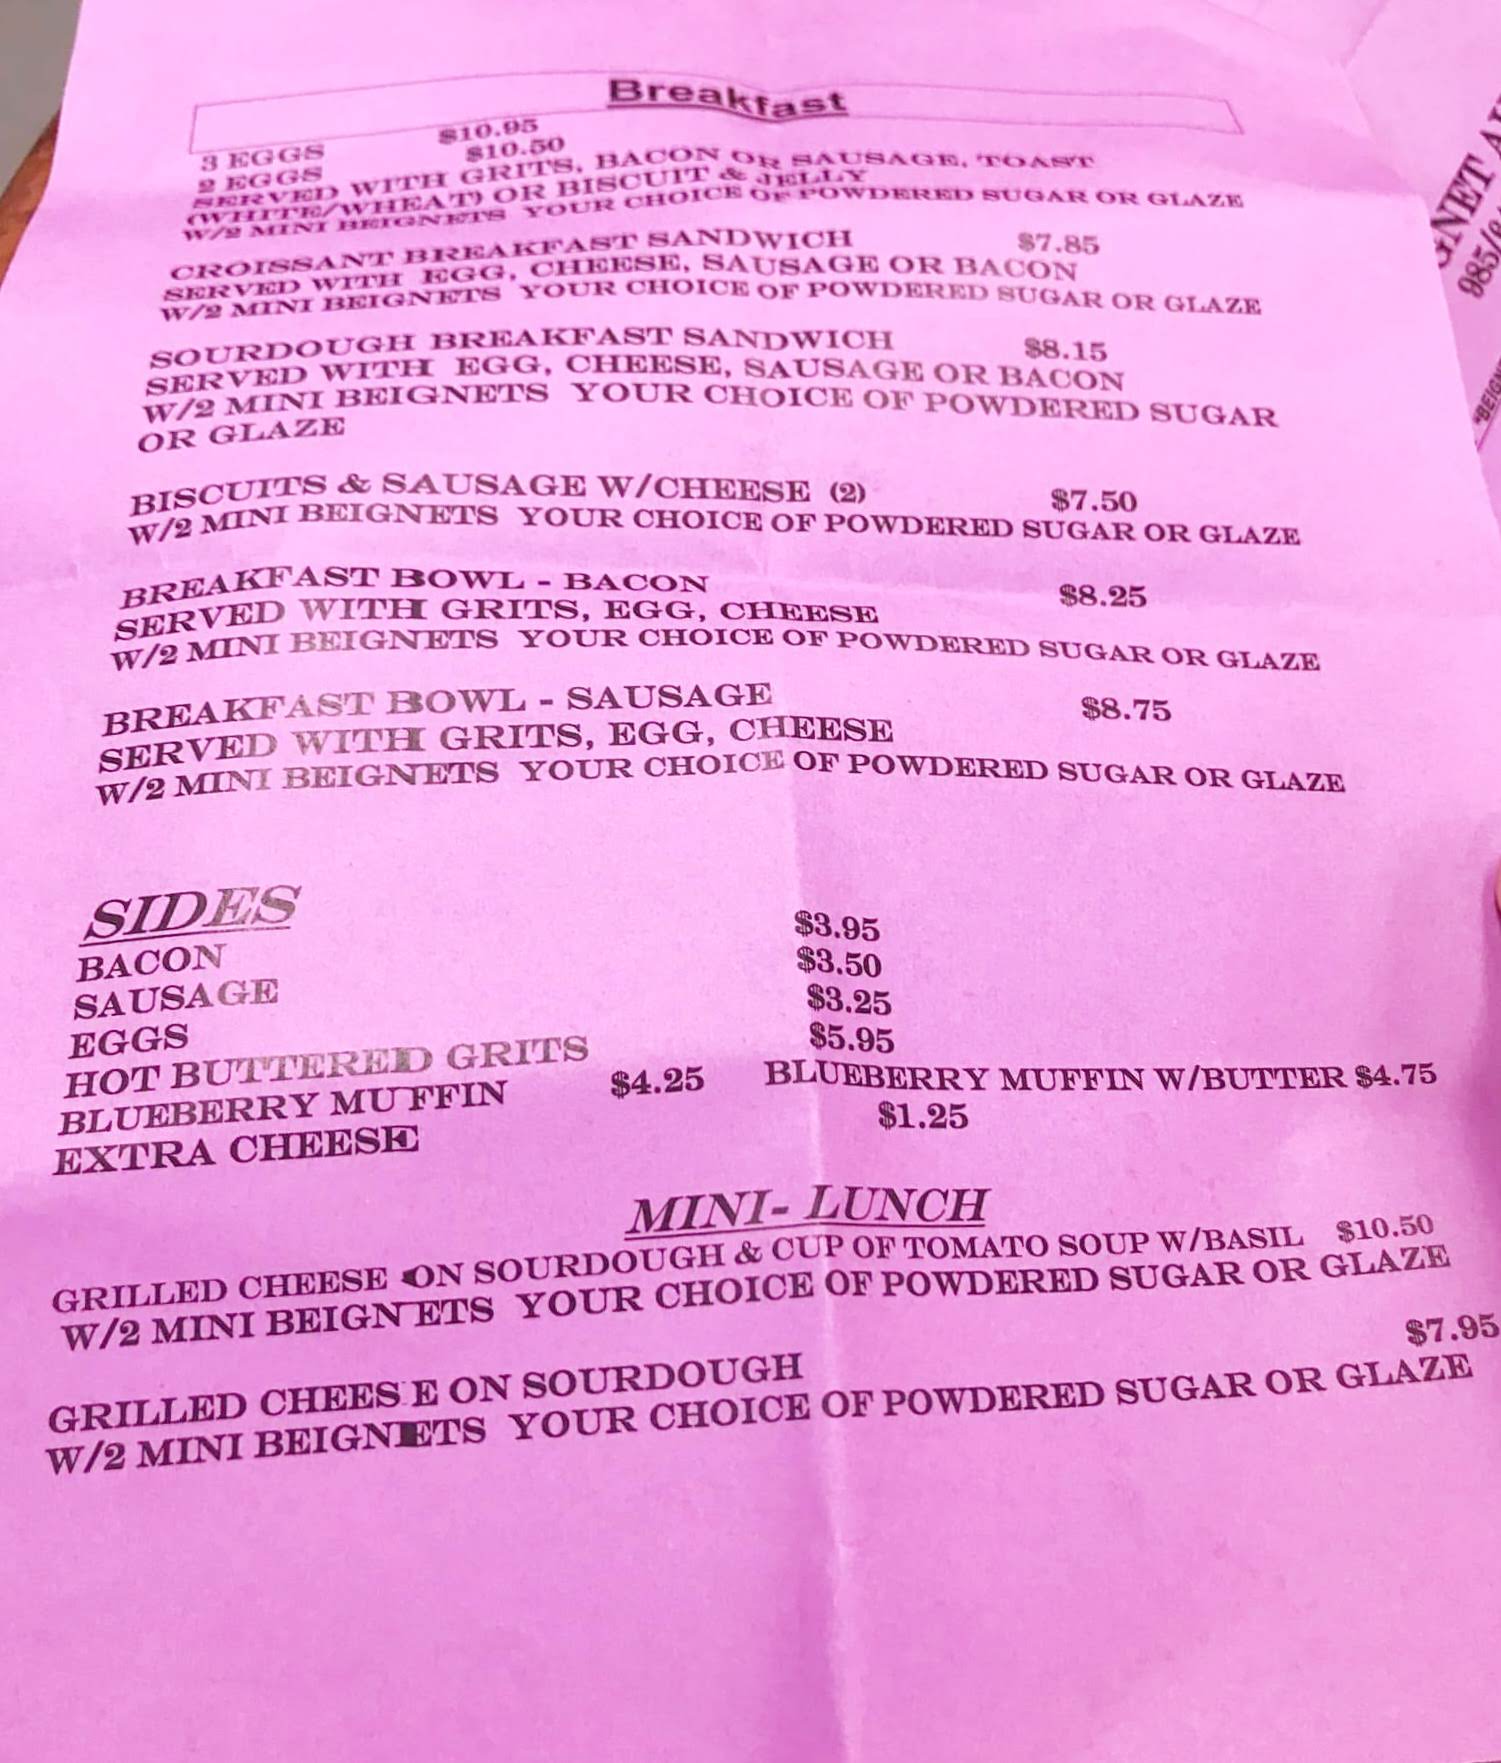 Breakfast
3 EGGS $10.95
2 EGGS $10.50
SERVED WITH GRITS, BACON OR SAUSAGE, TOAST
(WHITE/WHEAT) OR BISCUIT & JELLY
W/2 MINI BEIGNETS YOUR CHOICE OF POWDERED SUGAR OR GLAZE
CROISSANT BREAKFAST SANDWICH $7.85
SERVED WITH EGG, CHEESE, SAUSAGE OR BACON
W/2 MINI BEIGNETS YOUR CHOICE OF POWDERED SUGAR OR GLAZE
SOURDOUGH BREAKFAST SANDWICH $8.15
SERVED WITH EGG, CHEESE, SAUSAGE OR BACON
W/2 MINI BEIGNETS YOUR CHOICE OF POWDERED SUGAR
OR GLAZE
BISCUITS & SAUSAGE W/CHEESE (2) $7.50
W/2 MINI BEIGNETS YOUR CHOICE OF POWDERED SUGAR OR GLAZE
BREAKFAST BOWL - BACON $8.25
SERVED WITH GRITS, EGG, CHEESE
W/2 MINI BEIGNETS YOUR CHOICE OF POWDERED SUGAR OR GLAZE
BREAKFAST BOWL - SAUSAGE $8.75
SERVED WITH GRITS, EGG, CHEESE
W/2 MINI BEIGNETS YOUR CHOICE OF POWDERED SUGAR OR GLAZE
SIDES
BACON $3.95
SAUSAGE $3.50
EGGS $3.25
HOT BUTTERED GRITS $5.95
BLUEBERRY MUFFIN $4.25 BLUEBERRY MUFFIN W/BUTTER $4.75
EXTRA CHEESE $1.25
MINI- LUNCH
GRILLED CHEESE ON SOURDOUGH & CUP OF TOMATO SOUP W/BASIL $10.50
W/2 MINI BEIGNETS YOUR CHOICE OF POWDERED SUGAR OR GLAZE
GRILLED CHEESE ON SOURDOUGH $7.95
W/2 MINI BEIGNETS YOUR CHOICE OF POWDERED SUGAR OR GLAZE
985/8